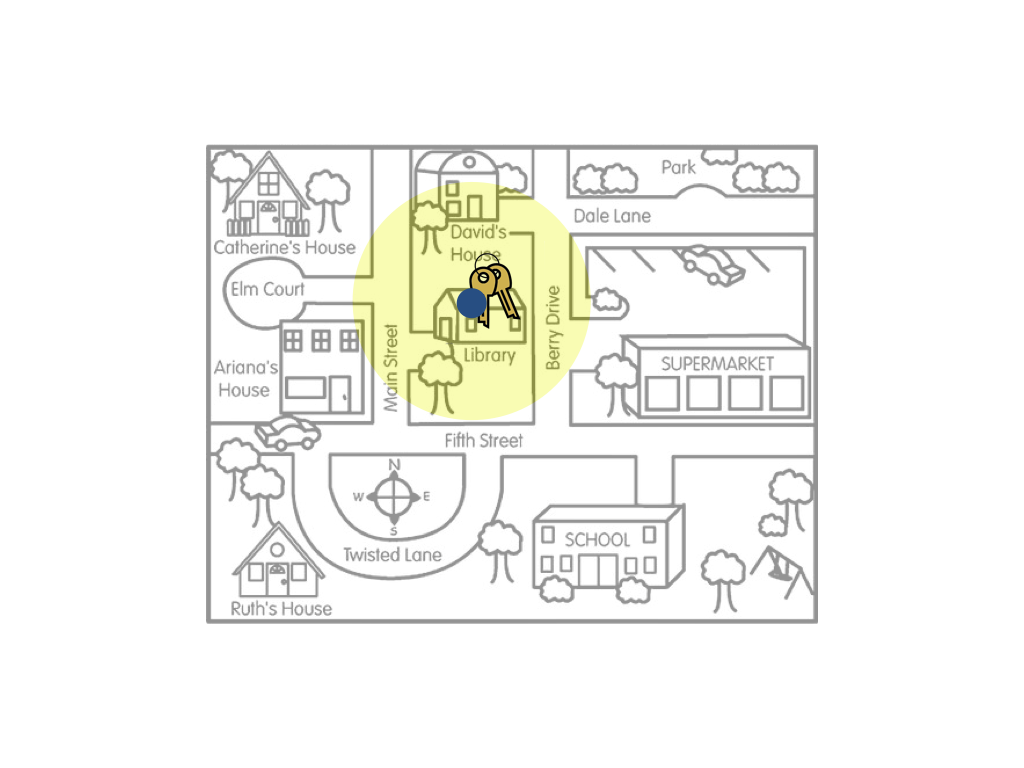 Park
Dale Lane
David's
House
Catherine's House
Elm Court
Main Street
Berry Drive
Library
Ariana's
House
SUPERMARKET
Fifth Street
N
W
E
S
Twisted Lane
SCHOOL
Ruth's House